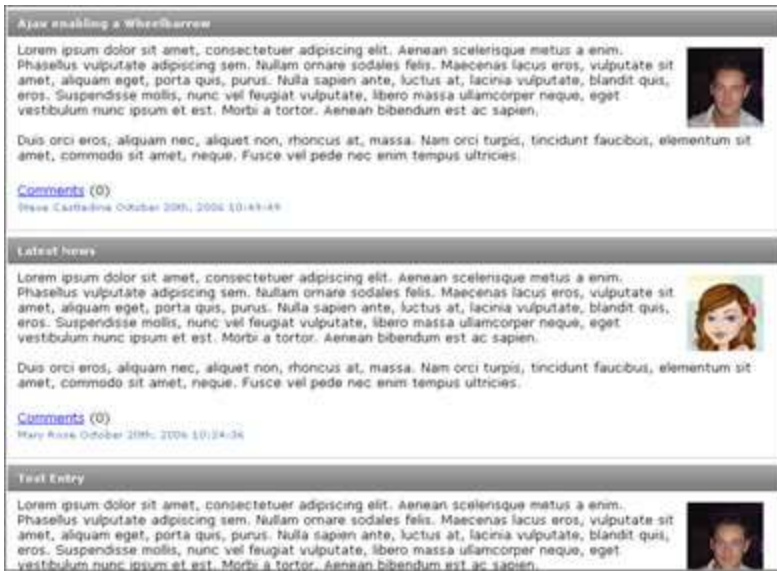 Ajax enabling a Wheelbarrow
Lorem ipsum dolor sit amet, consectetuer adipiscing elit. Aenean scelerisque metus a enim.
Phasellus vulputate adipiscing sem. Nullam ornare sodales felis. Maecenas lacus eros, vulputate sit
amet, aliquam eget, porta quis, purus. Nulla sapien ante, luctus at, lacinia vulputate, blandit quis,
eros. Suspendisse mollis, nunc vel feugiat vulputate, libero massa ullamcorper neque, eget
vestibulum nunc ipsum et est. Morbi a tortor. Aenean bibendum est ac sapien.
Duis orci eros, aliquam nec, aliquet non, rhoncus at, massa. Nam orci turpis, tincidunt faucibus, elementum sit
amet, commodo sit amet, neque. Fusce vel pede nec enim tempus ultricies.
Comments (0)
Steve October 20th, 2006 10:49:49
Latest News
Lorem ipsum dolor sit amet, consectetuer adipiscing elit. Aenean scelerisque metus a enim.
Phasellus vulputate adipiscing sem. Nullam ornare sodales felis. Maecenas lacus eros, vulputate sit
amet, aliquam eget, porta quis, purus. Nulla sapien ante, luctus at, lacinia vulputate, blandit quis,
eros. Suspendisse mollis, nunc vel feugiat vulputate, libero massa ullamcorper neque, eget
vestibulum nunc ipsum et est. Morbi a tortor. Aenean bibendum est ac sapien.
Duis orci eros, aliquam nec, aliquet non, rhoncus at, massa. Nam orci turpis, tincidunt faucibus, elementum sit
amet, commodo sit amet, neque. Fusce vel pede nec enim tempus ultricies.
Comments (0)
Mary Rose October 20th, 2006 10:24:36
Test Entry
Lorem ipsum dolor sit amet, consectetuer adipiscing elit. Aenean scelerisque metus a enim.
Phasellus vulputate adipiscing sem. Nullam ornare sodales felis. Maecenas lacus eros, vulputate sit
amet, aliquam eget, porta quis, purus. Nulla sapien ante, luctus at, lacinia vulputate, blandit quis,
eros. Suspendisse mollis, nunc vel feugiat vulputate, libero massa ullamcorper neque, eget
vestibulum nunc ipsum et est. Morbi a tortor. Aenean bibendum est ac sapien.